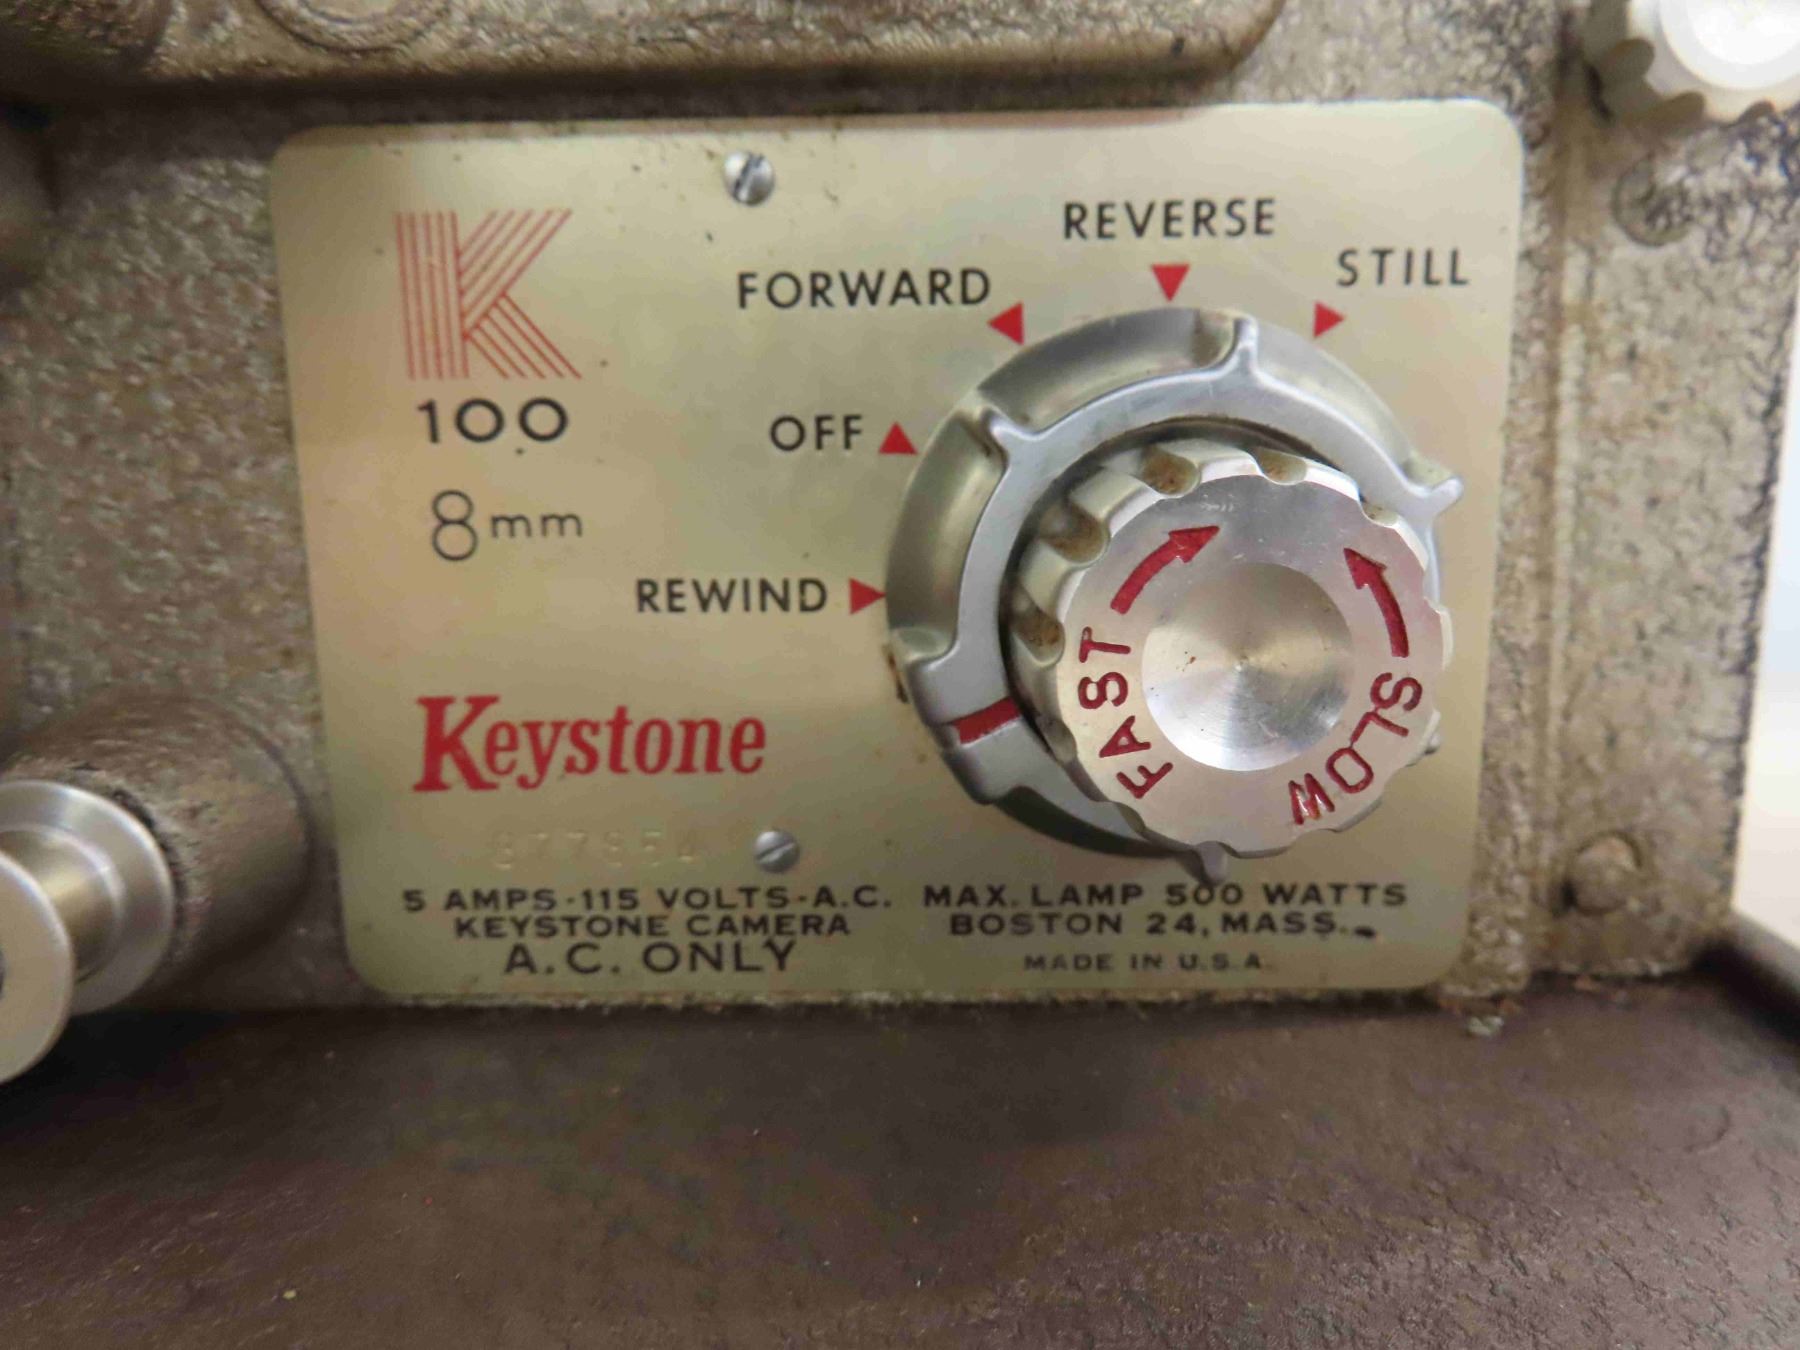 K
100
8mm
REVERSE
FORWARD
STILL
OFF
REWIND
FAST
SLOW
Keystone
5 AMPS-115 VOLTS-A.C. MAX. LAMP 500 WATTS
KEYSTONE CAMERA BOSTON 24, MASS.
A.C. ONLY MADE IN U.S.A.